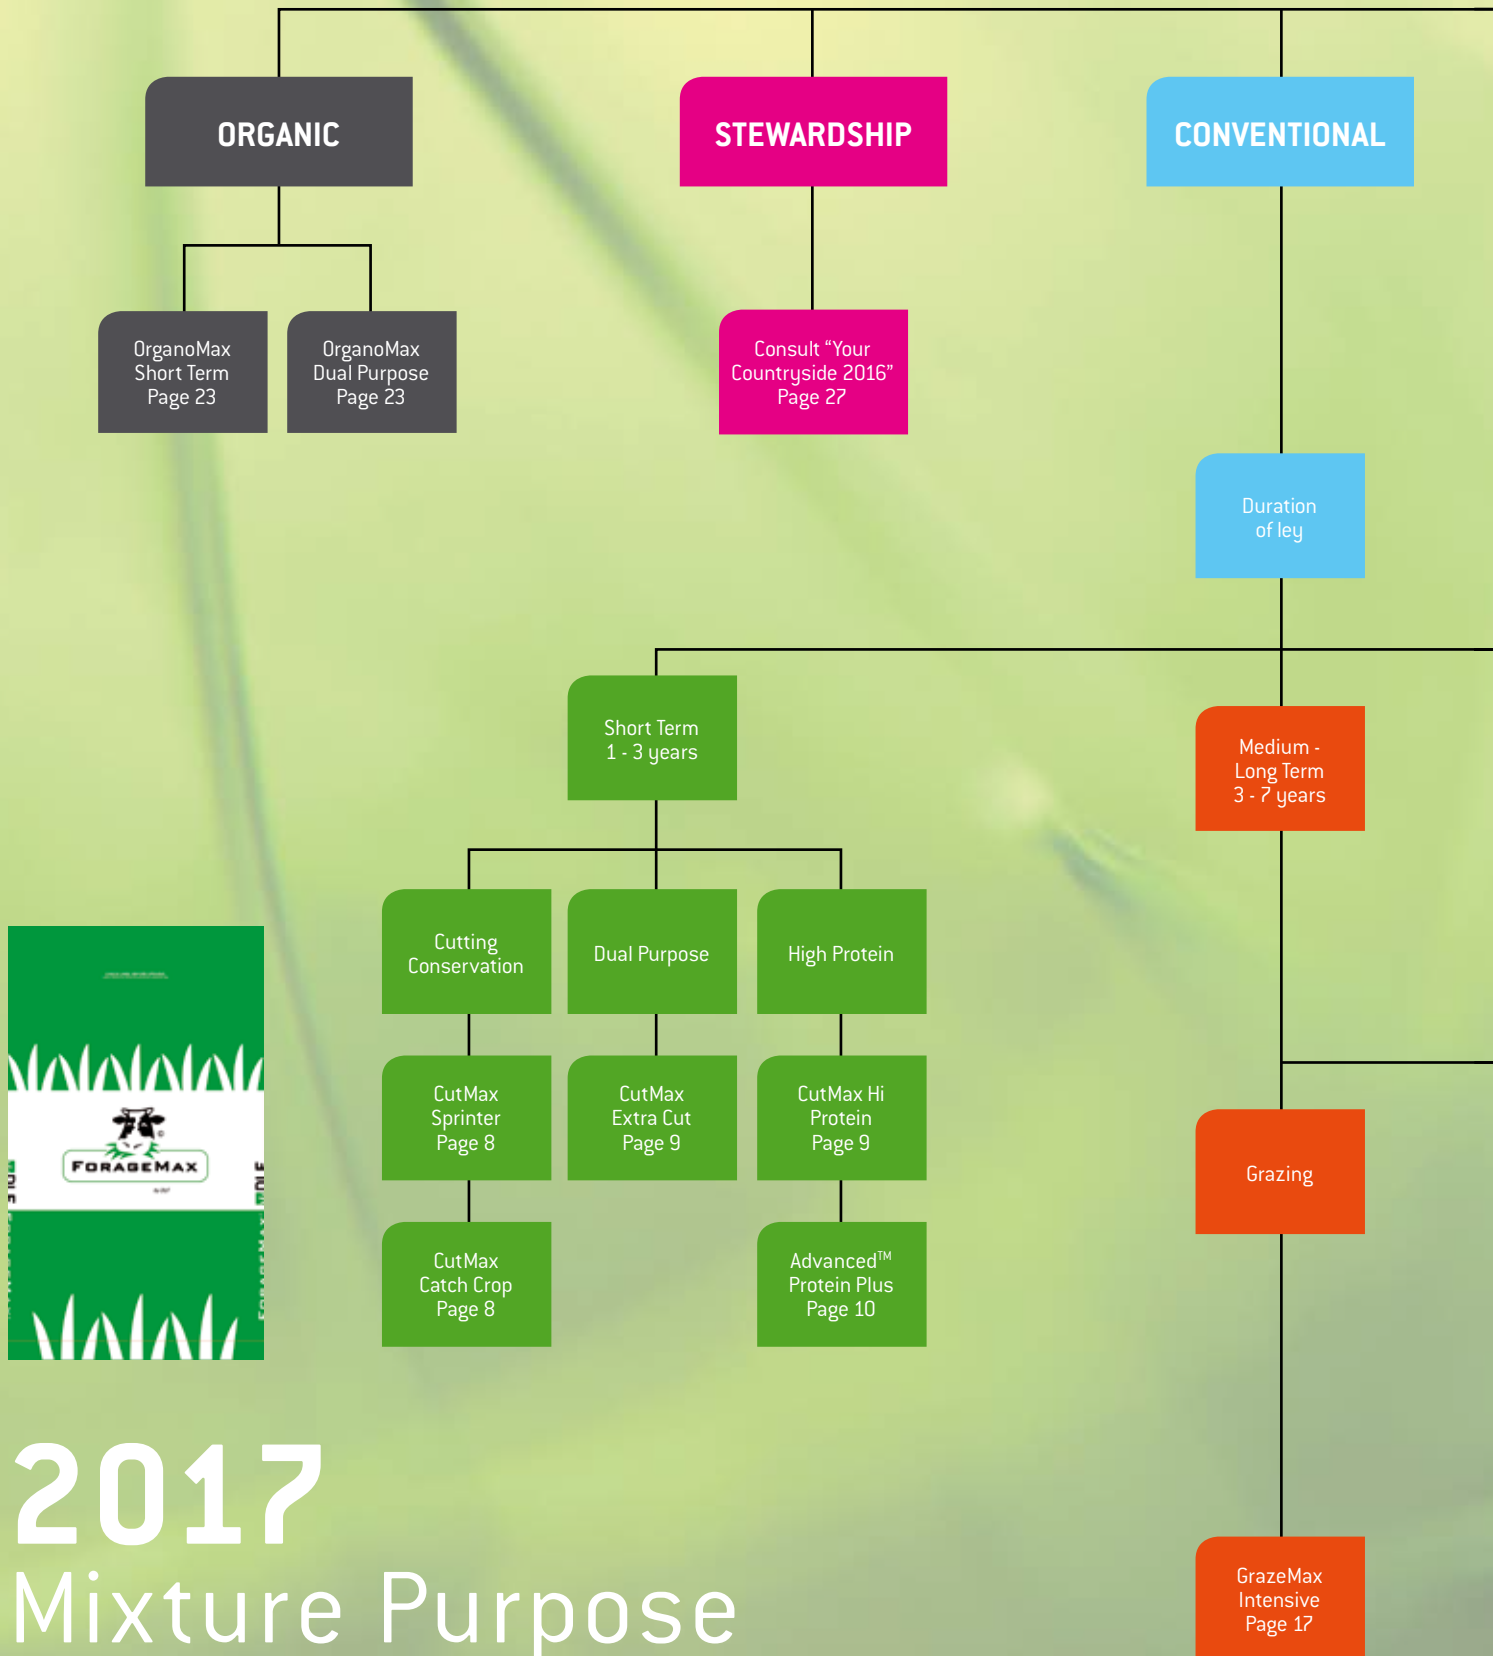 ORGANIC
STEWARDSHIP
CONVENTIONAL
OrganoMax
Short Term
Page 23
OrganoMax
Dual Purpose
Page 23
Consult “Your
Countryside 2016”
Page 27
Duration
of ley
Short Term
1 - 3 years
Medium -
Long Term
3 - 7 years
Cutting
Conservation
Dual Purpose
High Protein
CutMax
Sprinter
Page 8
CutMax
Extra Cut
Page 9
CutMax Hi
Protein
Page 9
Grazing
CutMax
Catch Crop
Page 8
Advanced™
Protein Plus
Page 10
GrazeMax
Intensive
Page 17
FORAGEMAX
DLF
FORAGEMAX
2017
Mixture Purpose